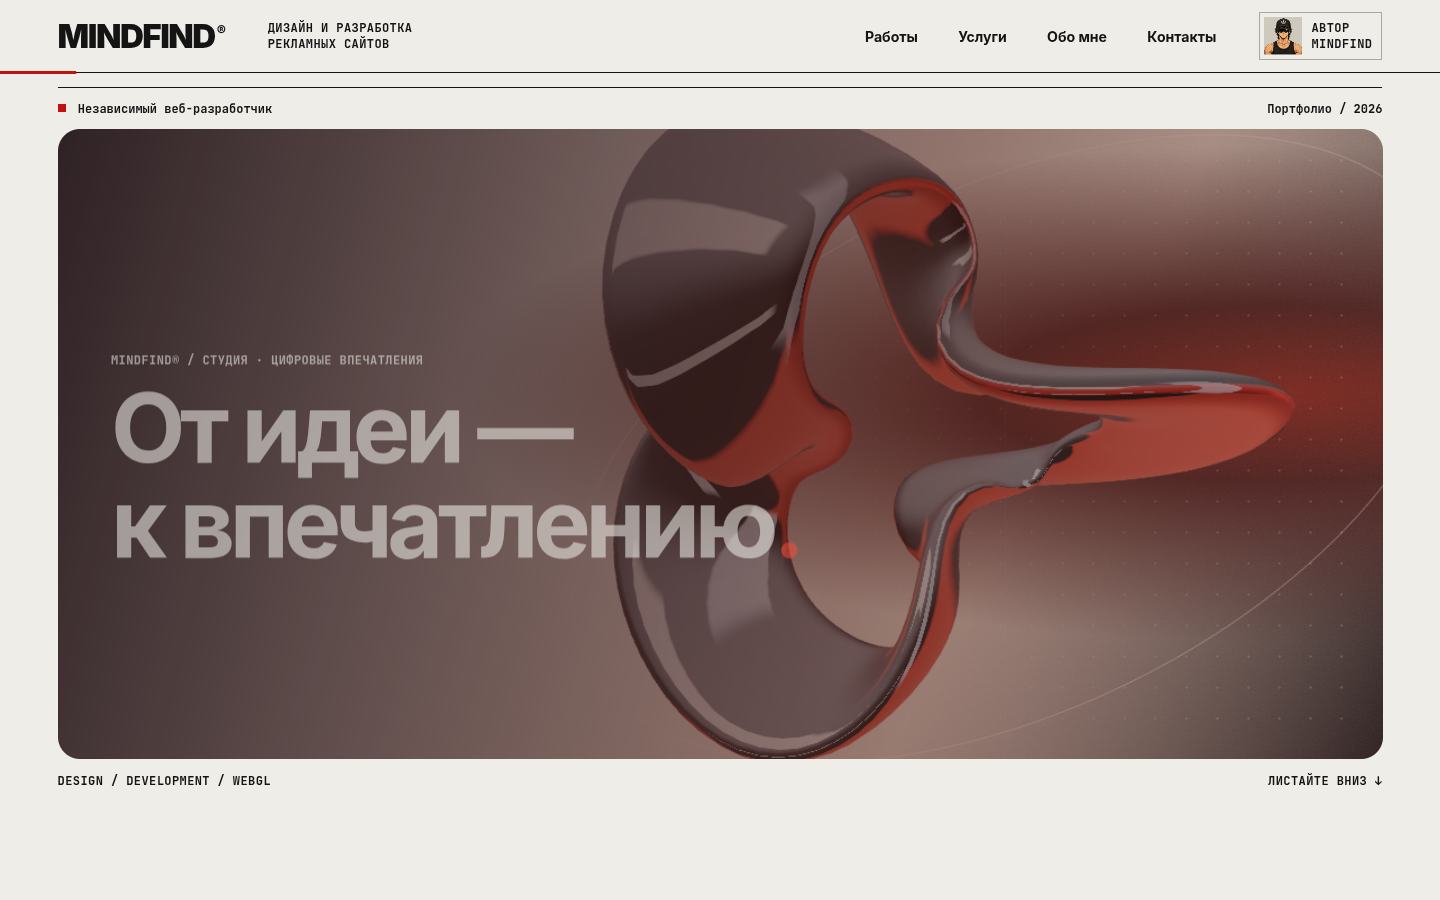 MINDFIND®
ДИЗАЙН И РАЗРАБОТКА
РЕКЛАМНЫХ САЙТОВ
Работы
Услуги
Обо мне
Контакты
АВТОР
MINDFIND
Независимый веб-разработчик
Портфолио / 2026
MINDFIND® / СТУДИЯ · ЦИФРОВЫЕ ВПЕЧАТЛЕНИЯ
От идеи —
к впечатлению.
DESIGN / DEVELOPMENT / WEBGL
ЛИСТАЙТЕ ВНИЗ ↓